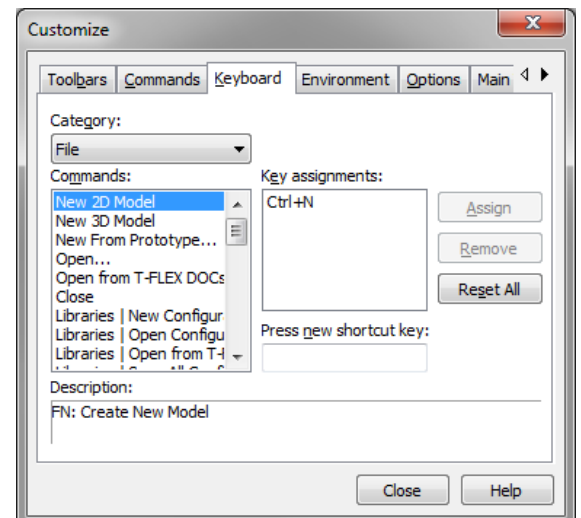 Customize
Toolbars Commands Keyboard Environment Options Main
Category:
File
Commands:
New 2D Model
New 3D Model
New From Prototype...
Open...
Open from T-FLEX DOCs
Close
Libraries | New Configur
Libraries | Open Configu
Libraries | Open from T-
Key assignments:
Ctrl+N
Assign
Remove
Reset All
Press new shortcut key:
Description:
FN: Create New Model
Close Help